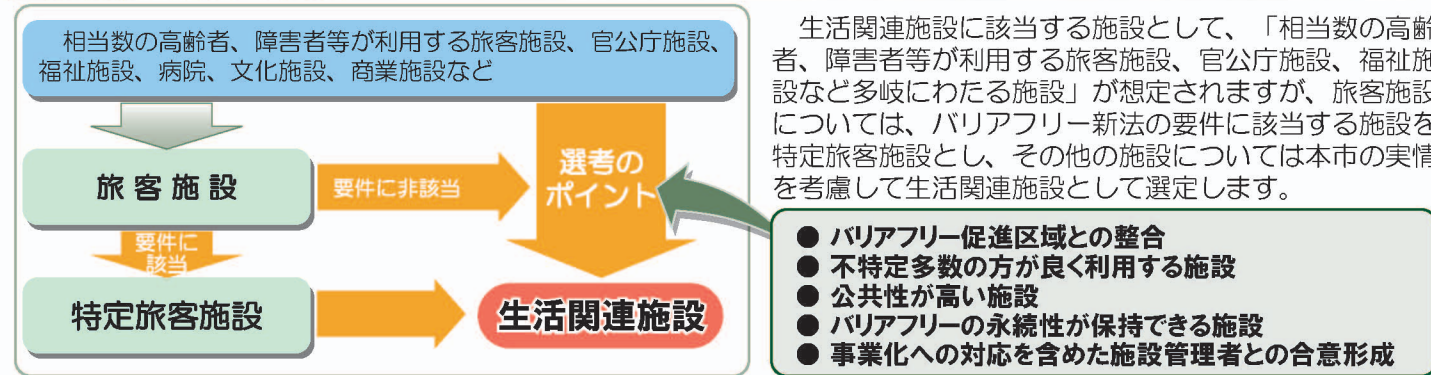 相当数の高齢者、障害者等が利用する旅客施設、官公庁施設、
福祉施設、病院、文化施設、商業施設など
旅客施設
要件に非該当
選考の
ポイント
要件に
該当
特定旅客施設
生活関連施設
生活関連施設に該当する施設として、「相当数の高齢
者、障害者等が利用する旅客施設、官公庁施設、福祉施
設など多岐にわたる施設」が想定されますが、旅客施設
については、バリアフリー新法の要件に該当する施設を
特定旅客施設とし、その他の施設については本市の実情
を考慮して生活関連施設として選定します。
● バリアフリー促進区域との整合
● 不特定多数の方が良く利用する施設
● 公共性が高い施設
● バリアフリーの永続性が保持できる施設
● 事業化への対応を含めた施設管理者との合意形成